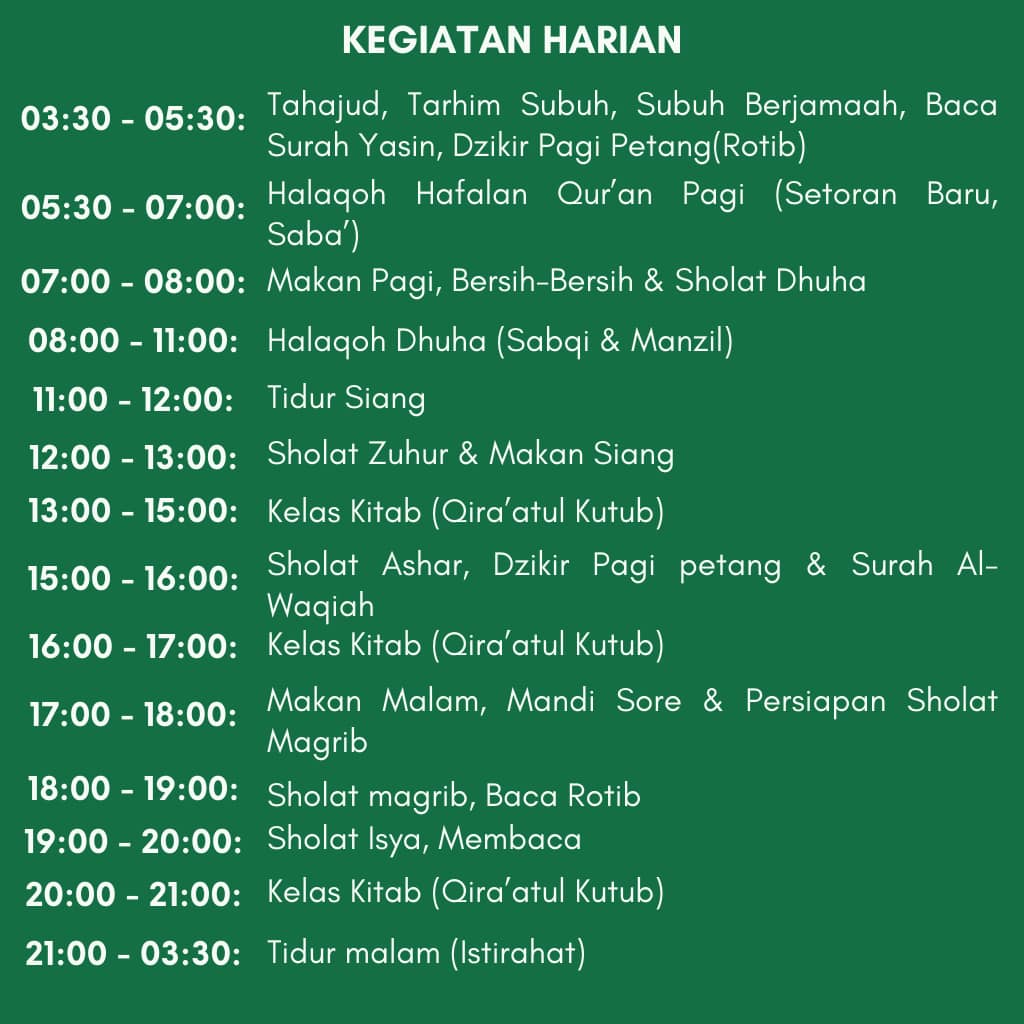 KEGIATAN HARIAN
03:30 - 05:30: Tahajud, Tarhim Subuh, Subuh Berjamaah, Baca
Surah Yasin, Dzikir Pagi Petang(Rotib)
05:30 - 07:00: Halaqoh Hafalan Qur’an Pagi (Setoran Baru,
Saba’)
07:00 - 08:00: Makan Pagi, Bersih-Bersih & Sholat Dhuha
08:00 - 11:00: Halaqoh Dhuha (Sabqi & Manzil)
11:00 - 12:00: Tidur Siang
12:00 - 13:00: Sholat Zuhur & Makan Siang
13:00 - 15:00: Kelas Kitab (Qira’atul Kutub)
15:00 - 16:00: Sholat Ashar, Dzikir Pagi petang & Surah Al-
Waqiah
16:00 - 17:00: Kelas Kitab (Qira’atul Kutub)
17:00 - 18:00: Makan Malam, Mandi Sore & Persiapan Sholat
Magrib
18:00 - 19:00: Sholat magrib, Baca Rotib
19:00 - 20:00: Sholat Isya, Membaca
20:00 - 21:00: Kelas Kitab (Qira’atul Kutub)
21:00 - 03:30: Tidur malam (Istirahat)